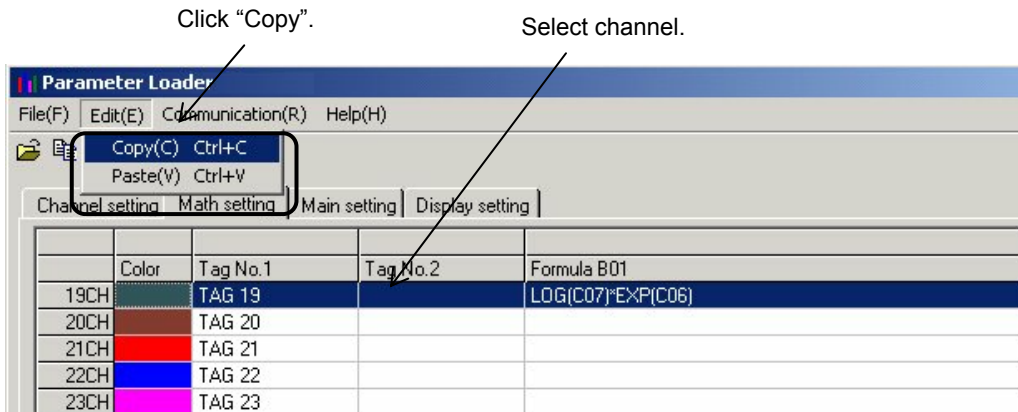 Click “Copy”.
Select channel.
Parameter Loader
File(F) Edit(E) Communication(R) Help(H)
Copy(C) Ctrl+C
Paste(V) Ctrl+V
Channel setting Math setting Main setting Display setting
Color Tag No.1 Tag No.2 Formula B01
19CH TAG 19 LOG(C07)*EXP(C06)
20CH TAG 20
21CH TAG 21
22CH TAG 22
23CH TAG 23